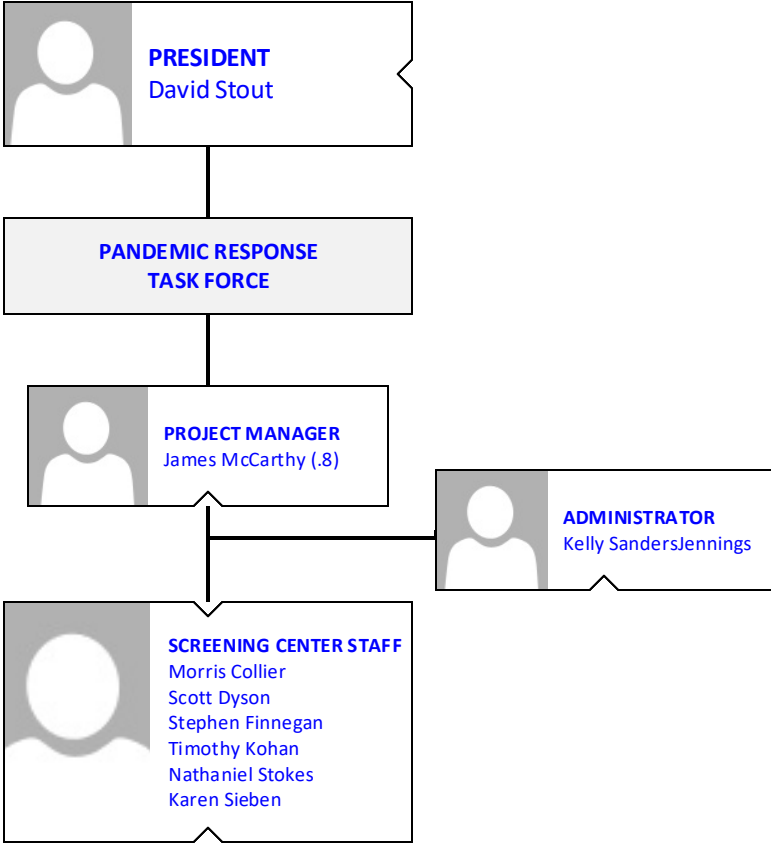 PRESIDENT
David Stout
PANDEMIC RESPONSE
TASK FORCE
PROJECT MANAGER
James McCarthy (.8)
ADMINISTRATOR
Kelly SandersJennings
SCREENING CENTER STAFF
Morris Collier
Scott Dyson
Stephen Finnegan
Timothy Kohan
Nathaniel Stokes
Karen Sieben